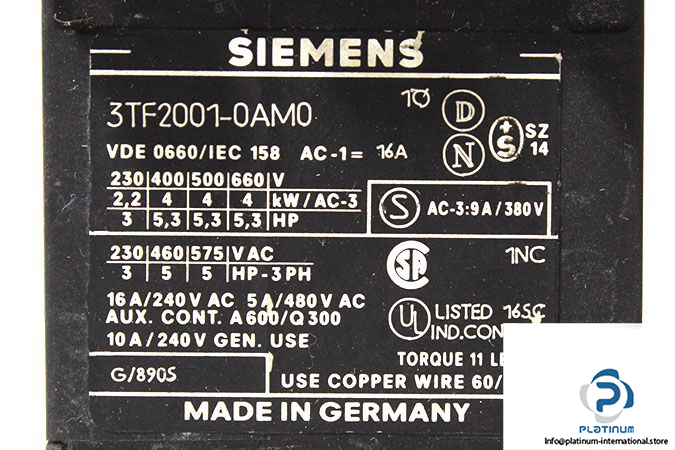 SIEMENS
3TF2001-0AM0
D
N
+
S
SZ
14
VDE 0660/IEC 158 AC-1= 16A
230|400|500|660|V
2,2| 4 | 4 | 4 |kW/AC-3
3 |5,3|5,3|5,3|HP
S AC-3:9A/380V
230|460|575|VAC
3 | 5 | 5 |HP-3PH
SA
1NC
16A/240V AC 5A/480V AC
AUX. CONT. A600/Q300
10A/240V GEN. USE
UL LISTED
IND.CON
TORQUE 11
G/890S
USE COPPER WIRE 60/
MADE IN GERMANY
P
PLATINUM
info@platinum-international.store